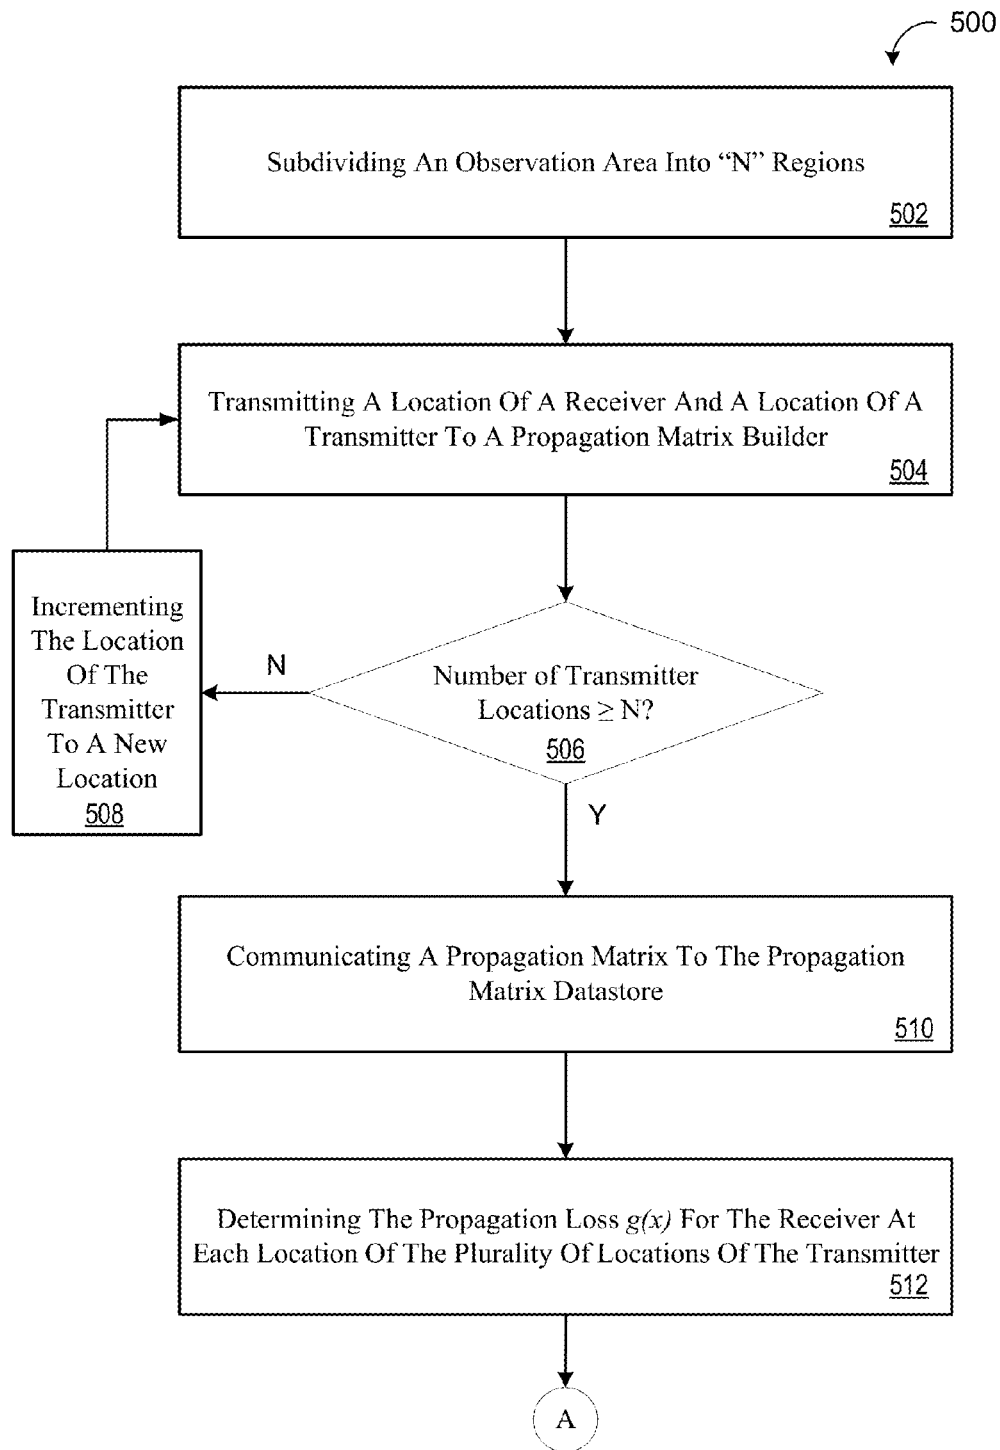 500
Subdividing An Observation Area Into “N” Regions
502
Transmitting A Location Of A Receiver And A Location Of A
Transmitter To A Propagation Matrix Builder
504
Incrementing
The Location
Of The
Transmitter
To A New
Location
508
N
Number of Transmitter
Locations ≥ N?
506
Y
Communicating A Propagation Matrix To The Propagation
Matrix Datastore
510
Determining The Propagation Loss g(x) For The Receiver At
Each Location Of The Plurality Of Locations Of The Transmitter
512
A